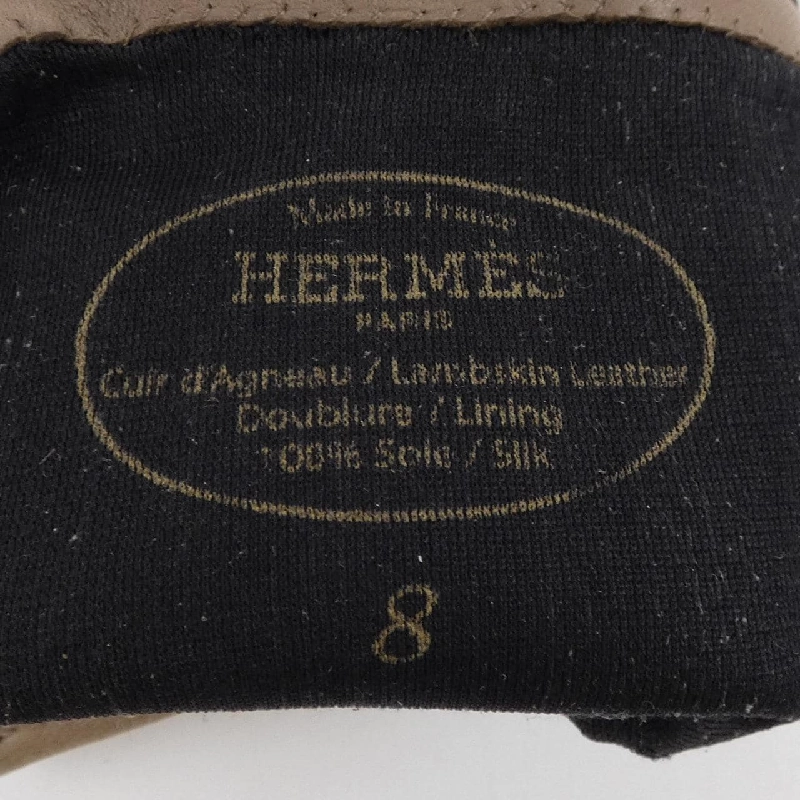 Made in France
HERMÈS
PARIS
Cuir d'Agneau / Lambskin Leather
Doublure / Lining
100% Soie / Silk
8